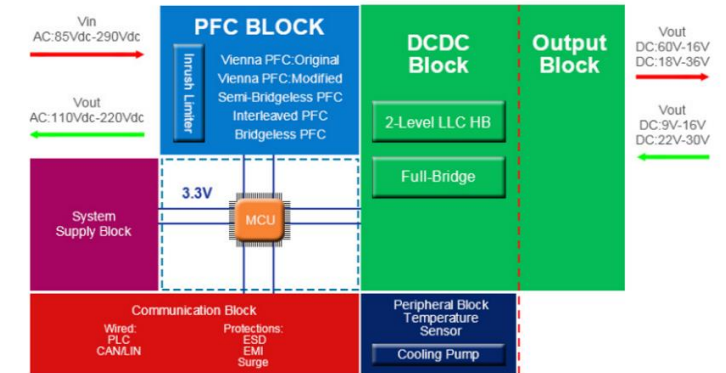 Vin
AC:85Vdc-290Vdc
Vout
AC:110Vdc-220Vdc
PFC BLOCK
Inrush Limiter
Vienna PFC:Original
Vienna PFC:Modified
Semi-Bridgeless PFC
Interleaved PFC
Bridgeless PFC
DCDC
Block
2-Level LLC HB
Full-Bridge
Output
Block
Vout
DC:60V-16V
DC:18V-36V
Vout
DC:9V-16V
DC:22V-30V
System
Supply Block
3.3V
MCU
Communication Block
Wired:
PLC
CAN/LIN
Protections:
ESD
EMI
Surge
Peripheral Block
Temperature
Sensor
Cooling Pump